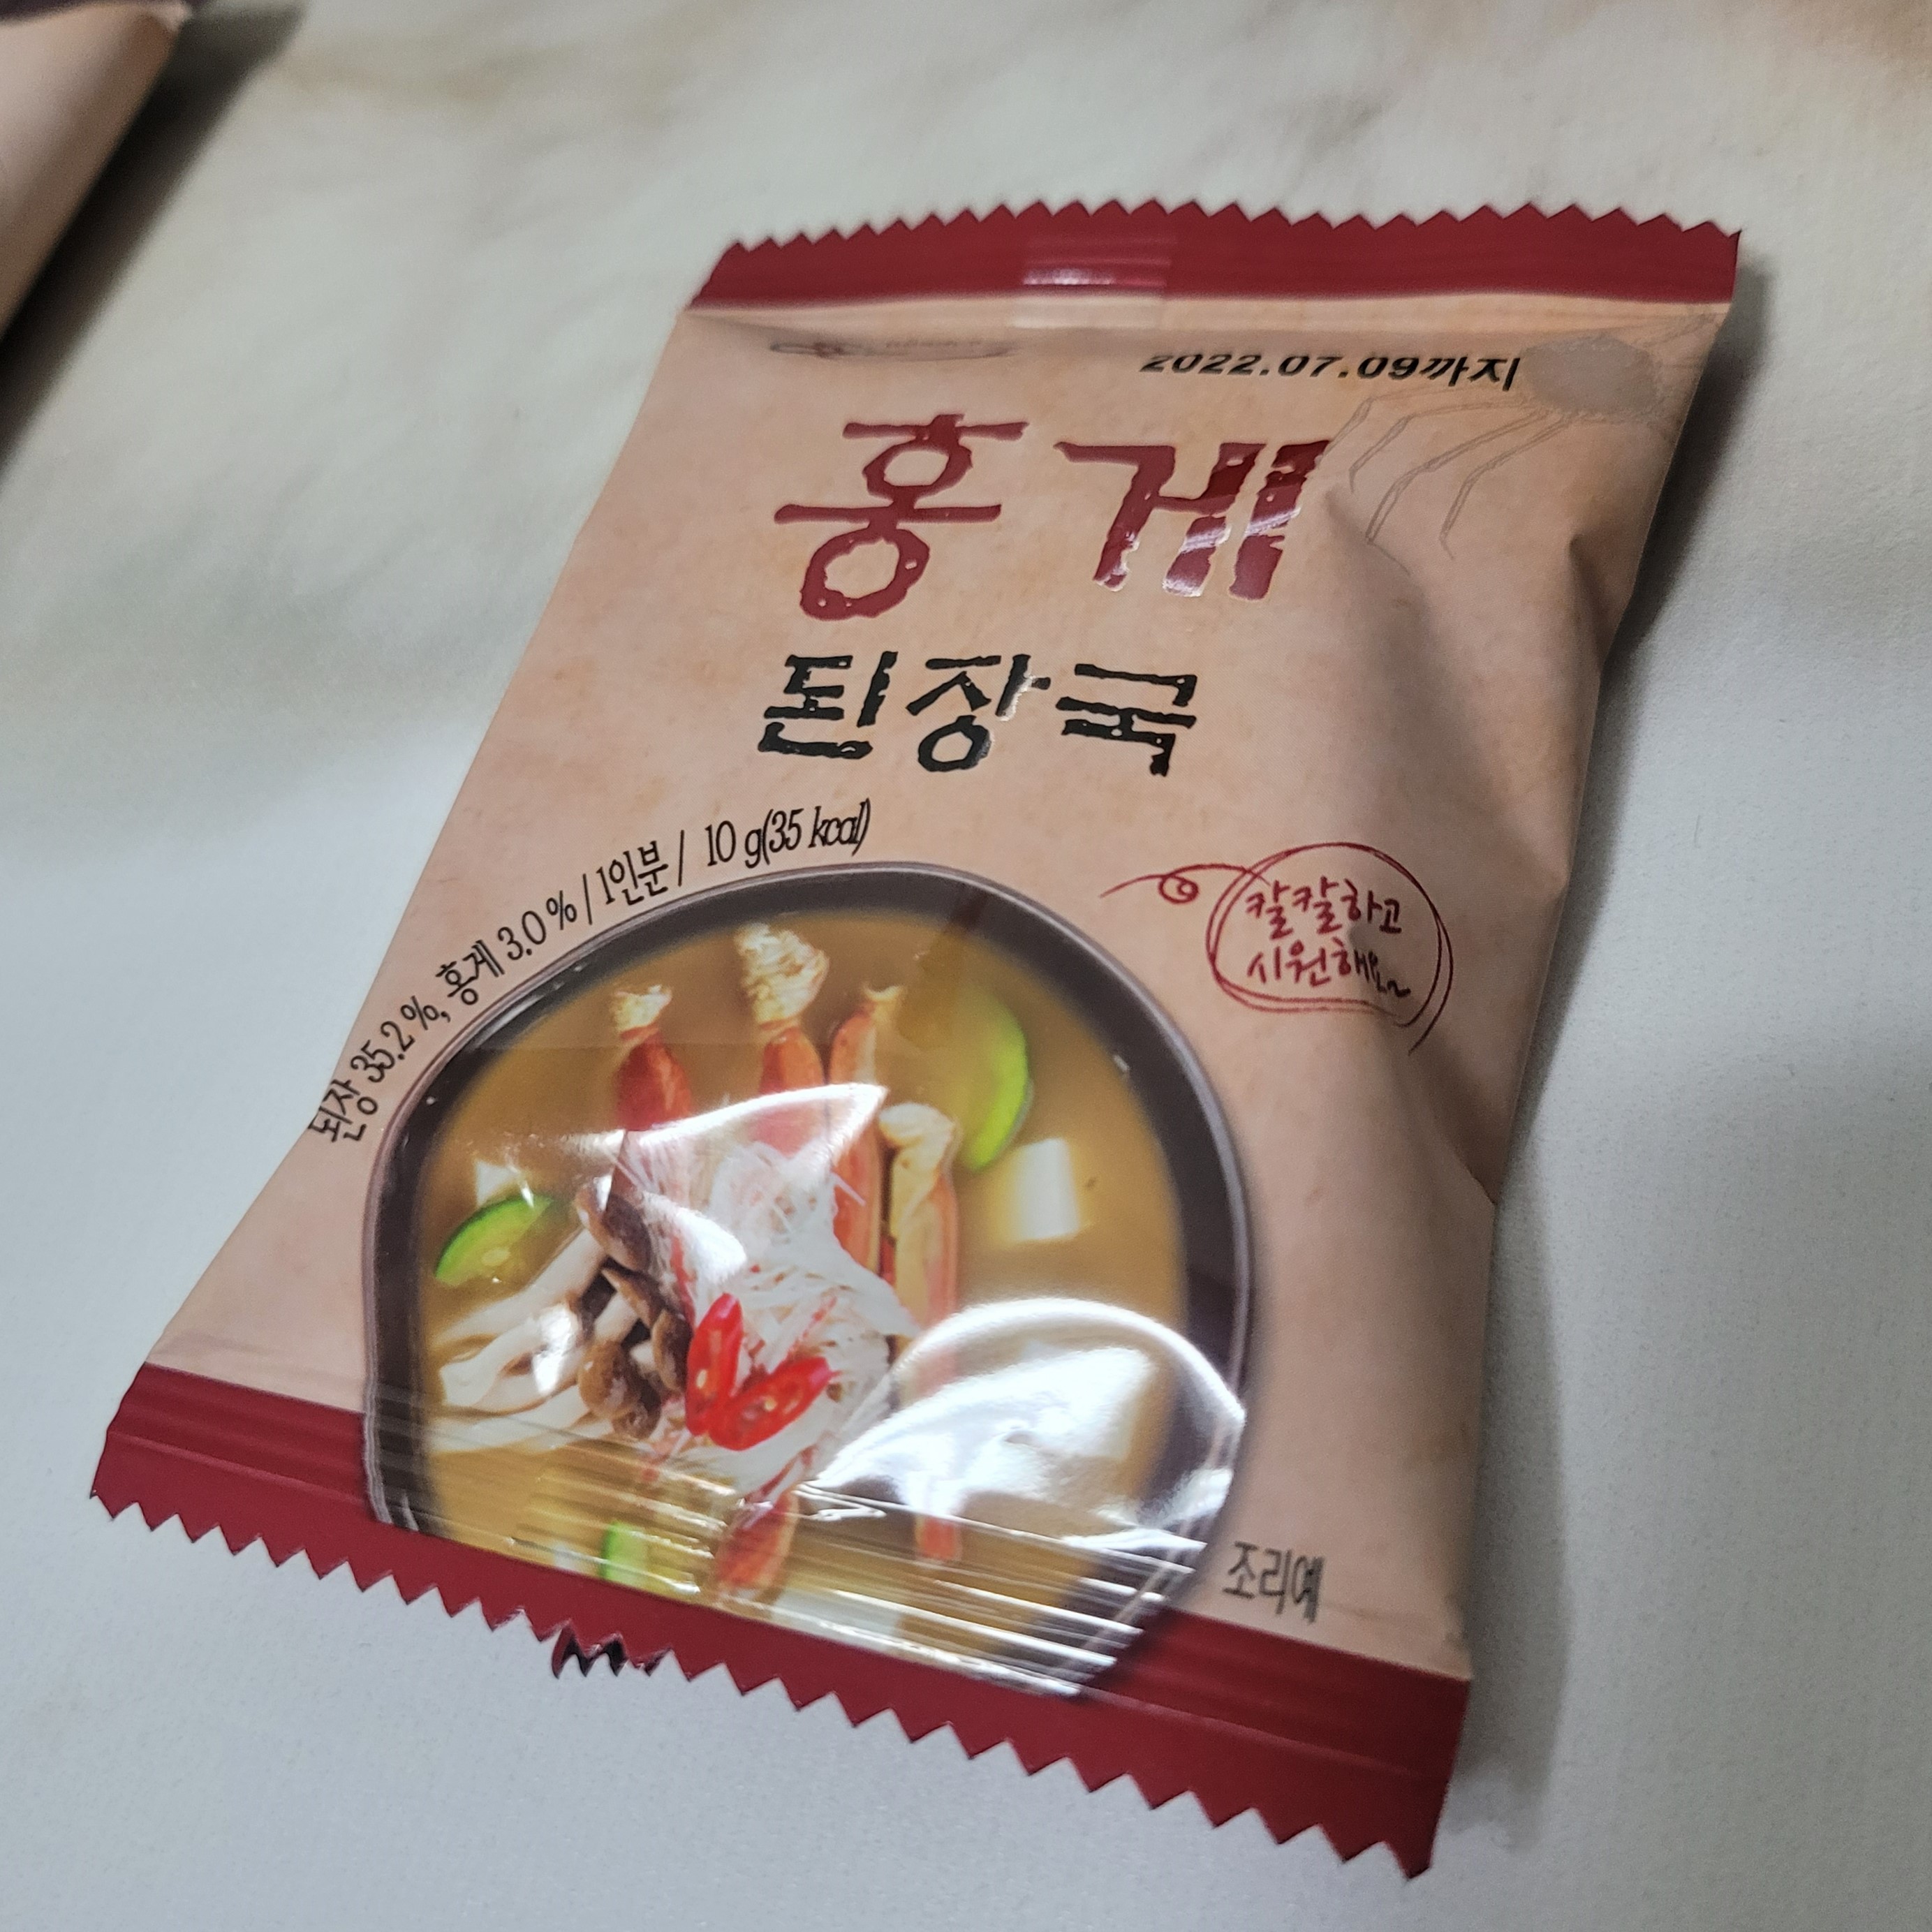 2022.07.09까지
홍게
된장국
된장 35.2%, 홍게 3.0% / 1인분 / 10 g(35 kcal)
칼칼하고
시원해요~
조리예